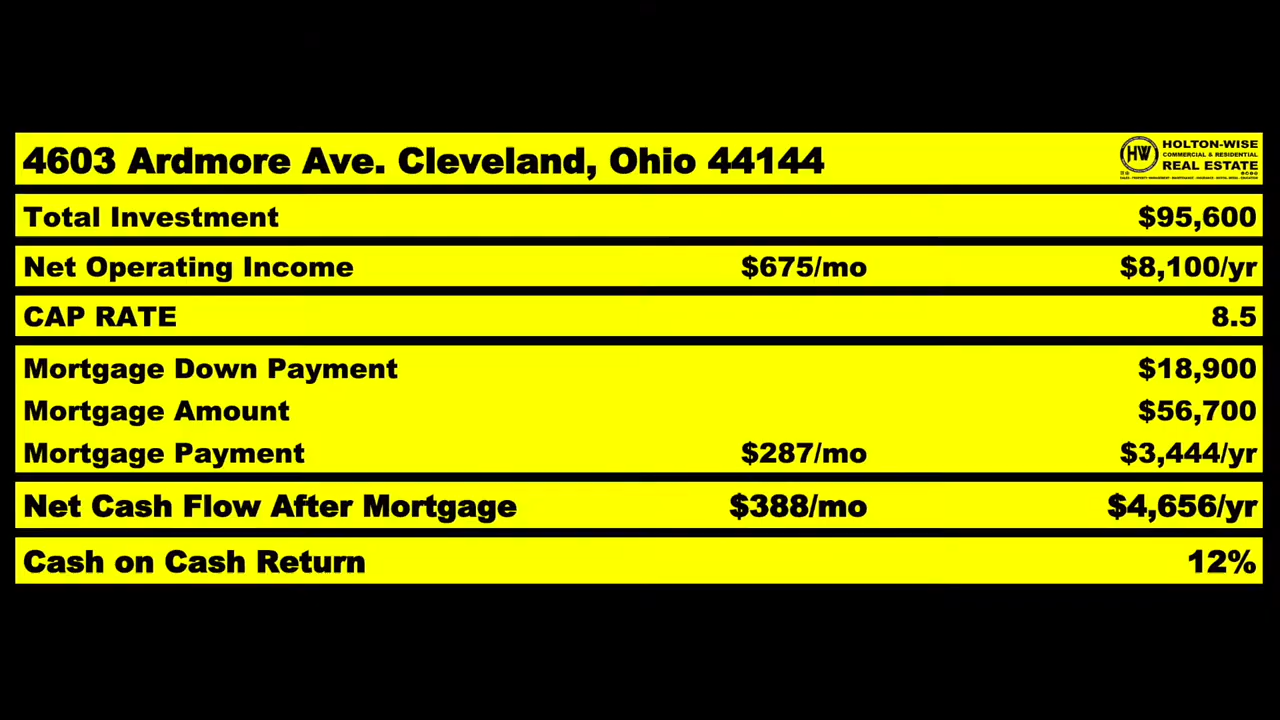 4603 Ardmore Ave. Cleveland, Ohio 44144
HW
HOLTON-WISE
COMMERCIAL & RESIDENTIAL
REAL ESTATE
Total Investment $95,600
Net Operating Income $675/mo $8,100/yr
CAP RATE 8.5
Mortgage Down Payment $18,900
Mortgage Amount $56,700
Mortgage Payment $287/mo $3,444/yr
Net Cash Flow After Mortgage $388/mo $4,656/yr
Cash on Cash Return 12%